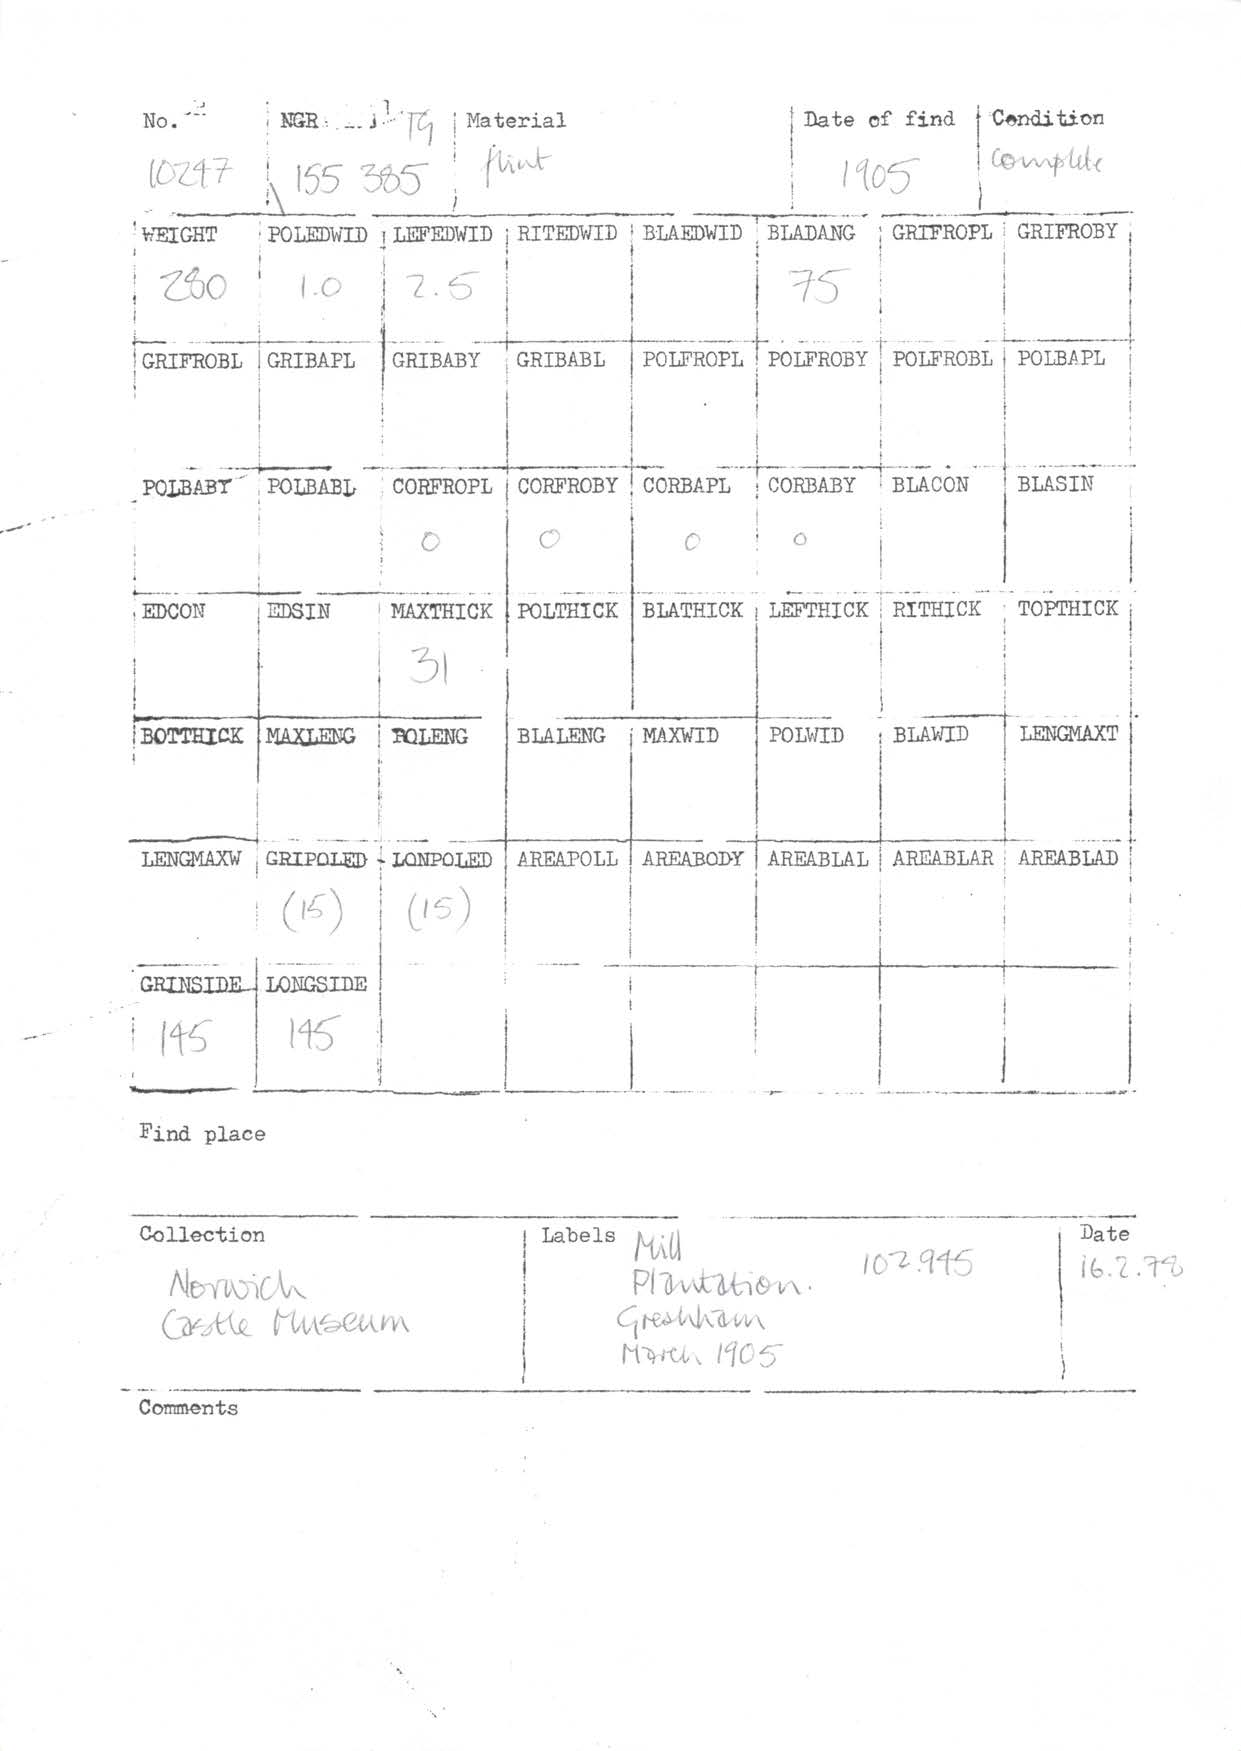 No. NGR TG Material Date of find Condition
10247 155 385 flint 1905 complete
WEIGHT POLEDWID LEFEDWID RITEDWID BLAEDWID BLADANG GRIFROPL GRIFROBY
280 1.0 2.5 75
GRIFROBL GRIBAPL GRIBABY GRIBABL POLFROPL POLFROBY POLFROBL POLBAPL
POLBABY POLBABL CORFROPL CORFROBY CORBAPL CORBABY BLACON BLASIN
0 0 0 0
EDCON EDSIN MAXTHICK POLTHICK BLATHICK LEFTHICK RITHICK TOPTHICK
31
BOTTHICK MAXLENG POLENG BLALENG MAXWID POLWID BLAWID LENGMAXT
LENGMAXW GRIPOLED LONPOLED AREAPOLL AREABODY AREABLAL AREABLAR AREABLAD
(15) (15)
GRINSIDE LONGSIDE
145 145
Find place
Collection Labels Date
Norwich
Castle Museum
Mill
Plantation.
Greshham
March 1905
102.945
16.2.78
Comments